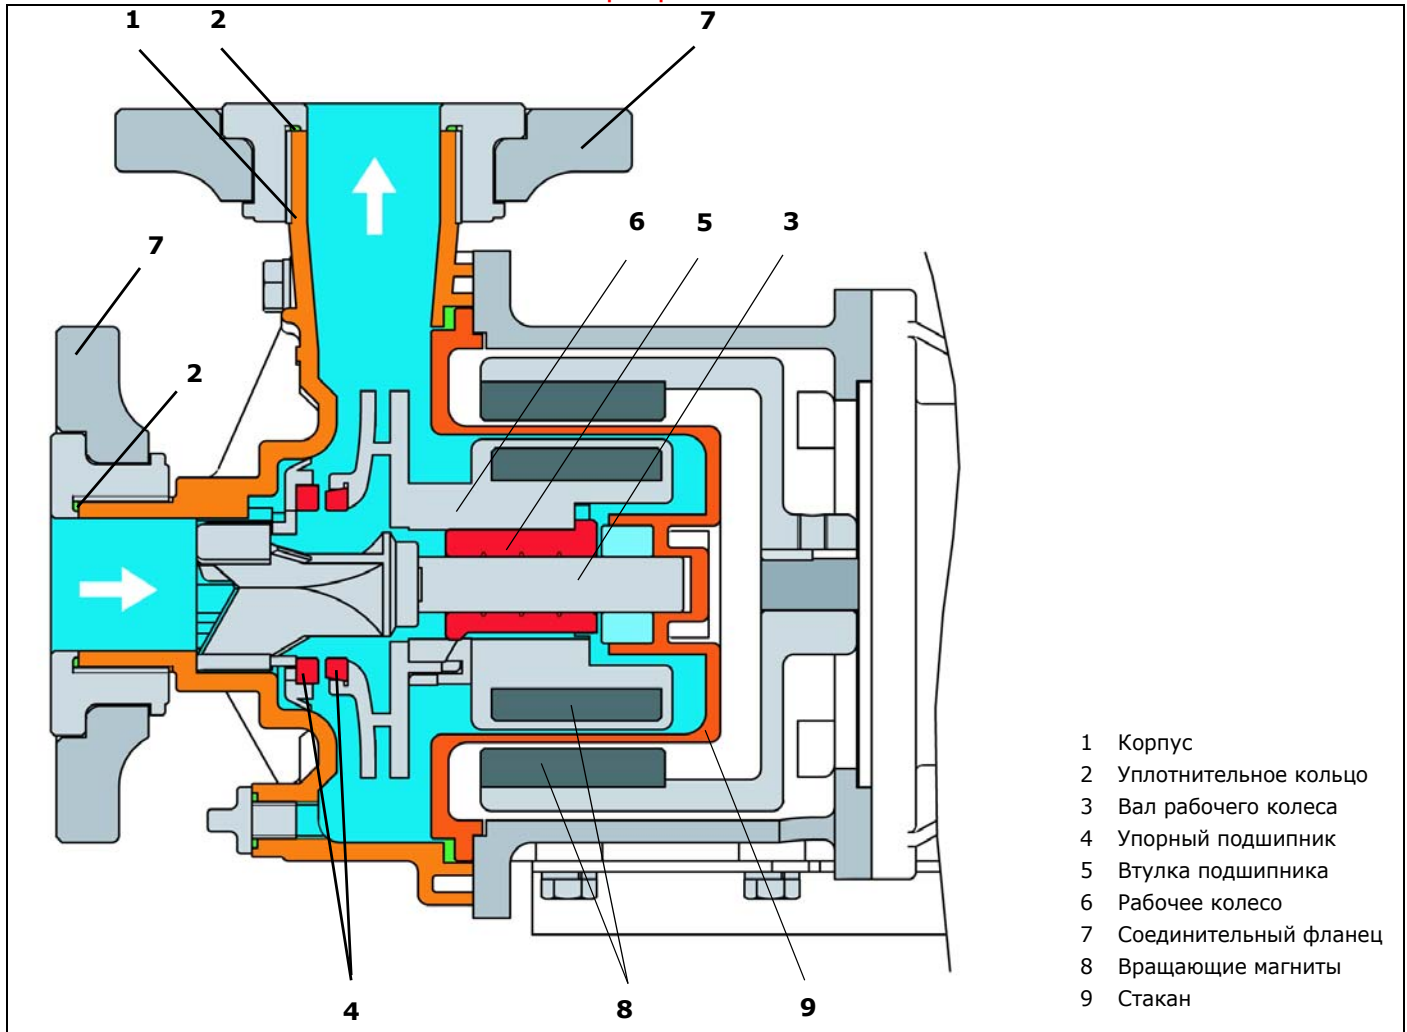 1
2
7
6
5
3
7
2
1 Корпус
2 Уплотнительное кольцо
3 Вал рабочего колеса
4 Упорный подшипник
5 Втулка подшипника
6 Рабочее колесо
7 Соединительный фланец
8 Вращающие магниты
9 Стакан
4
8
9